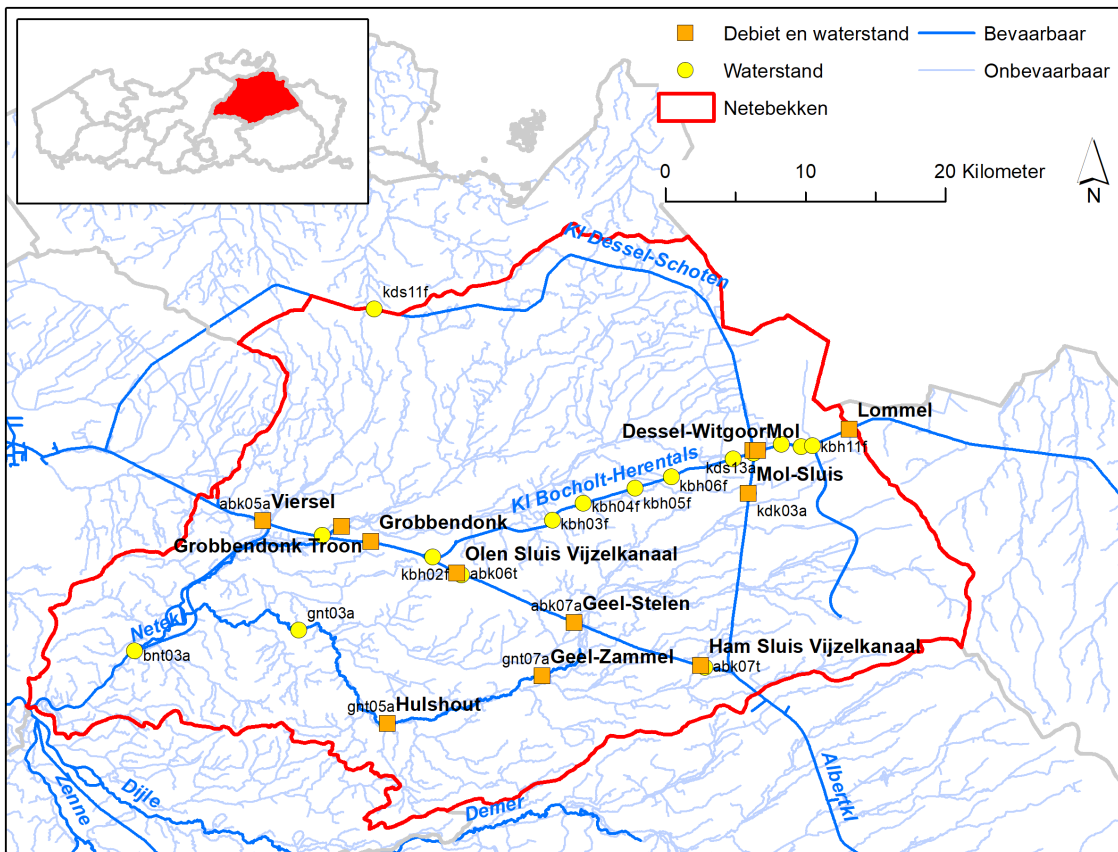 Debiet en waterstand
Bevaarbaar
Waterstand
Onbevaarbaar
Netebekken
0
20 Kilometer
N
Kl Dessel-Schoten
kds11f
Lommel
Dessel-Witgoor
Mol
kbh11f
kds13a
Mol-Sluis
Kl Bocholt-Herentals
kbh06f
kbh05f
kbh04f
kbh03f
kdk03a
abk05a
Viersel
Grobbendonk
Grobbendonk Troon
Olen Sluis Vijzelkanaal
kbh02f
abk06t
abk07a
Geel-Stelen
gnt03a
Netekl
bnt03a
Ham Sluis Vijzelkanaal
abk07t
gnt07a
Geel-Zammel
gnt05a
Hulshout
Albertkl
Dijle
Zenne
Demer